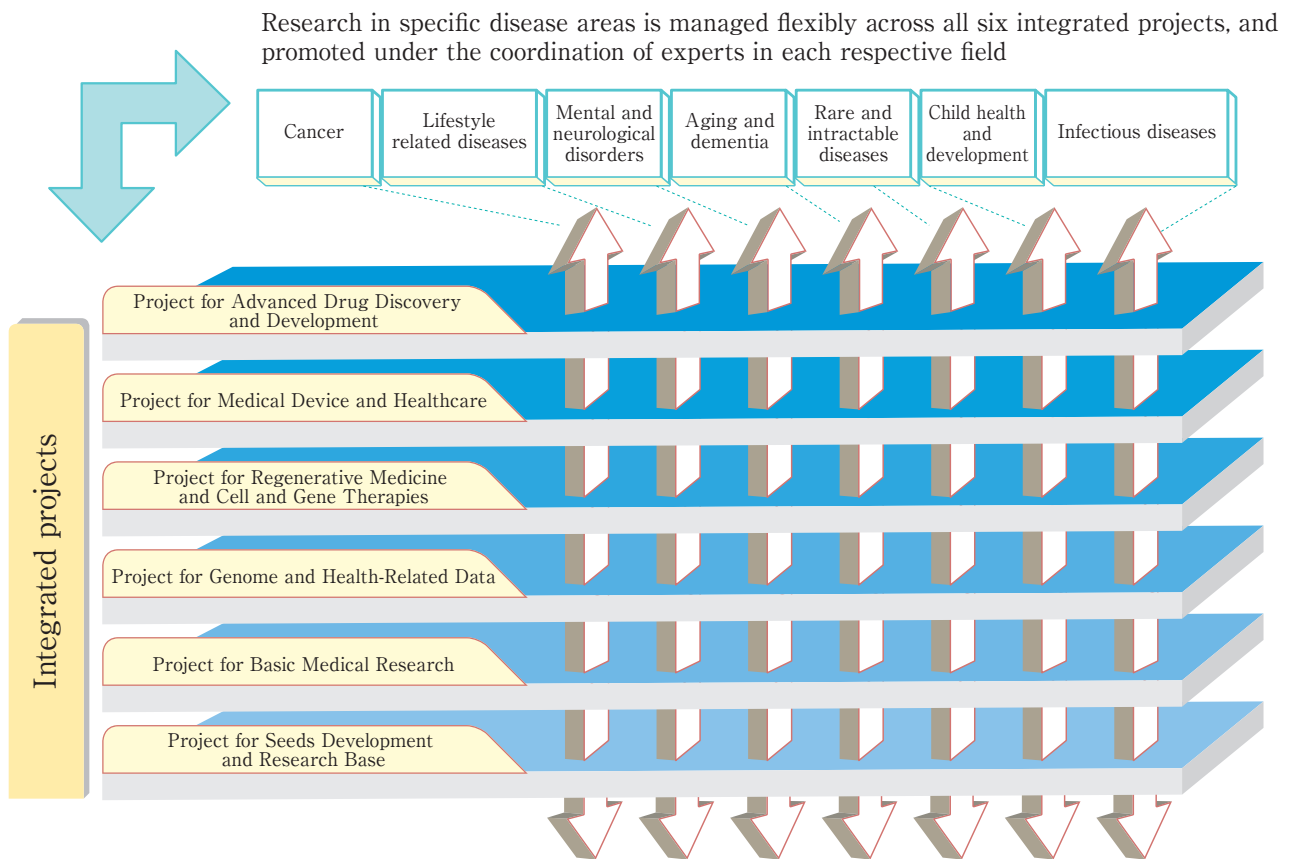 Research in specific disease areas is managed flexibly across all six integrated projects, and
promoted under the coordination of experts in each respective field
Cancer
Lifestyle
related diseases
Mental and
neurological
disorders
Aging and
dementia
Rare and
intractable
diseases
Child health
and
development
Infectious diseases
Integrated projects
Project for Advanced Drug Discovery
and Development
Project for Medical Device and Healthcare
Project for Regenerative Medicine
and Cell and Gene Therapies
Project for Genome and Health-Related Data
Project for Basic Medical Research
Project for Seeds Development
and Research Base